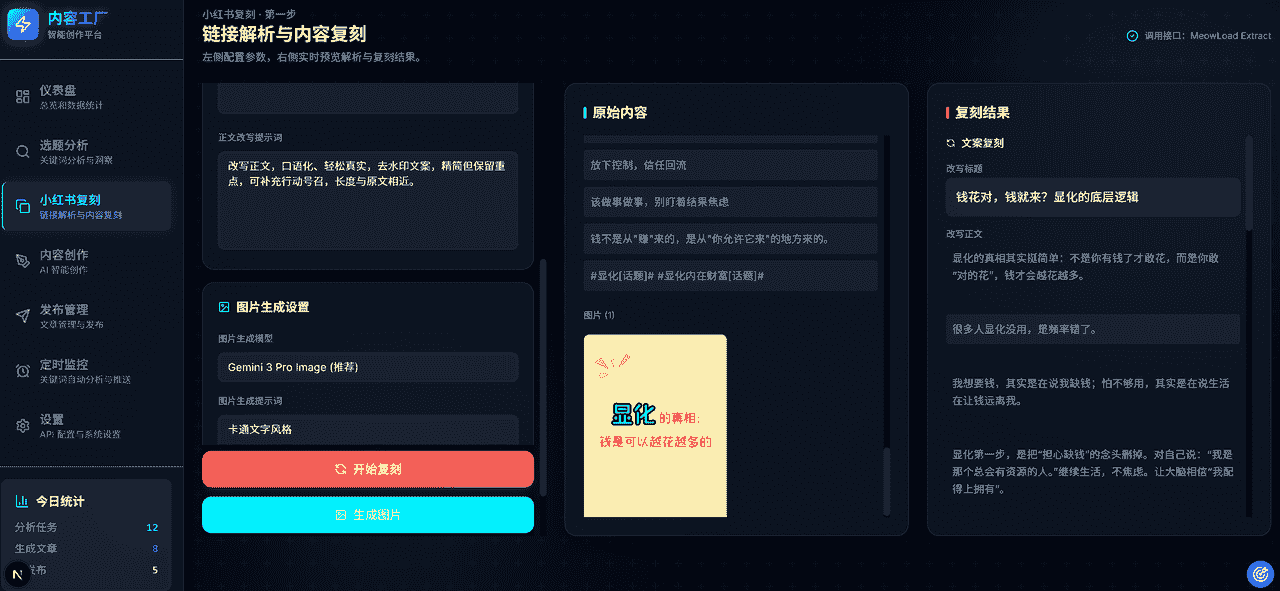 内容工厂
智能创作平台
仪表盘
总览和数据统计
选题分析
关键词分析与洞察
小红书复刻
链接解析与内容复刻
内容创作
AI 智能创作
发布管理
文章管理与发布
定时监控
关键词自动分析与推送
设置
API 配置与系统设置
今日统计
分析任务 12
生成文章 8
发布 5
N
小红书复刻 · 第一步
链接解析与内容复刻
左侧配置参数，右侧实时预览解析与复刻结果。
调用接口：MeowLoad Extract
正文改写提示词
改写正文，口语化、轻松真实，去水印文案，精简但保留重
点，可补充行动号召，长度与原文相近。
图片生成设置
图片生成模型
Gemini 3 Pro Image (推荐)
图片生成提示词
卡通文字风格
开始复刻
生成图片
原始内容
放下控制，信任回流
该做事做事，别盯着结果焦虑
钱不是从"赚"来的，是从"你允许它来"的地方来的。
#显化[话题]# #显化内在财富[话题]#
图片 (1)
显化 的真相:
钱是可以越花越多的
复刻结果
文案复刻
改写标题
钱花对，钱就来？显化的底层逻辑
改写正文
显化的真相其实挺简单：不是你有钱了才敢花，而是你敢
“对的花”，钱才会越花越多。
很多人显化没用，是频率错了。
我想要钱，其实是在说我缺钱；怕不够用，其实是在说生活
在让钱远离我。
显化第一步，是把“担心缺钱”的念头删掉。对自己说：“我是
那个总会有资源的人。”继续生活，不焦虑。让大脑相信“我配
得上拥有”。